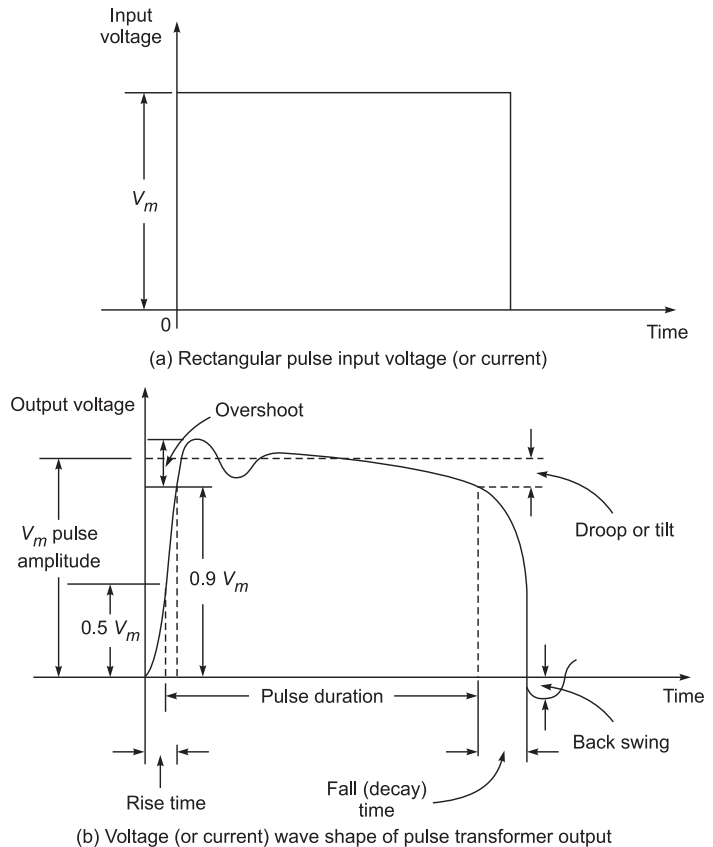 Input
voltage
V_m
0
Time
(a) Rectangular pulse input voltage (or current)
Output voltage
Overshoot
V_m pulse
amplitude
Droop or tilt
0.9 V_m
0.5 V_m
Pulse duration
Time
Back swing
Rise time
Fall (decay)
time
(b) Voltage (or current) wave shape of pulse transformer output